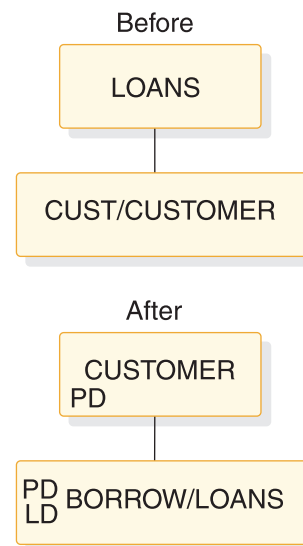 Before
LOANS
CUST/CUSTOMER
After
CUSTOMER
PD
PD
BORROW/LOANS
LD